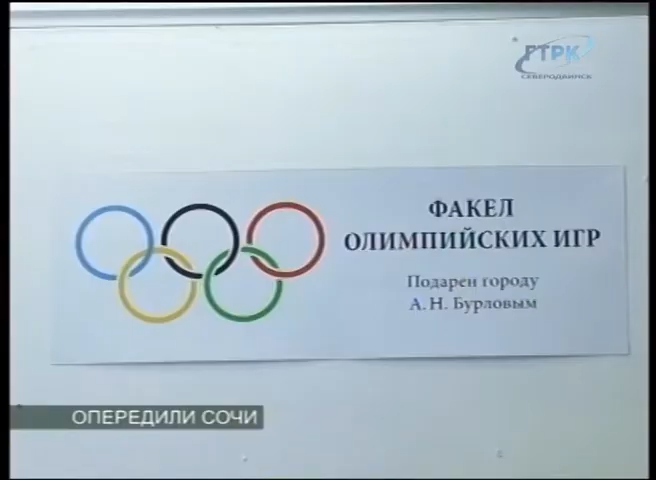 ГТРК
СЕВЕРОДВИНСК
ФАКЕЛ
ОЛИМПИЙСКИХ ИГР
Подарен городу
А. Н. Бурловым
ОПЕРЕДИЛИ СОЧИ